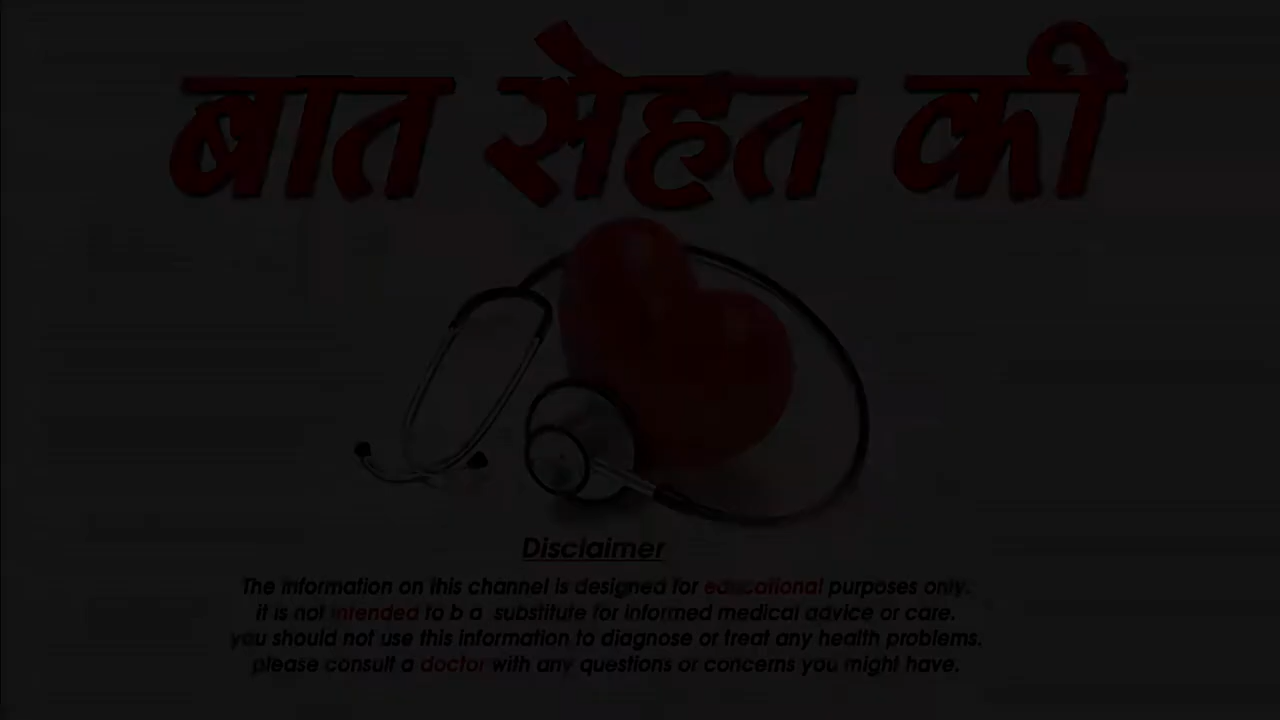 बात सेहत की
Disclaimer
The information on this channel is designed for educational purposes only.
it is not intended to b a substitute for informed medical advice or care.
you should not use this information to diagnose or treat any health problems.
please consult a doctor with any questions or concerns you might have.